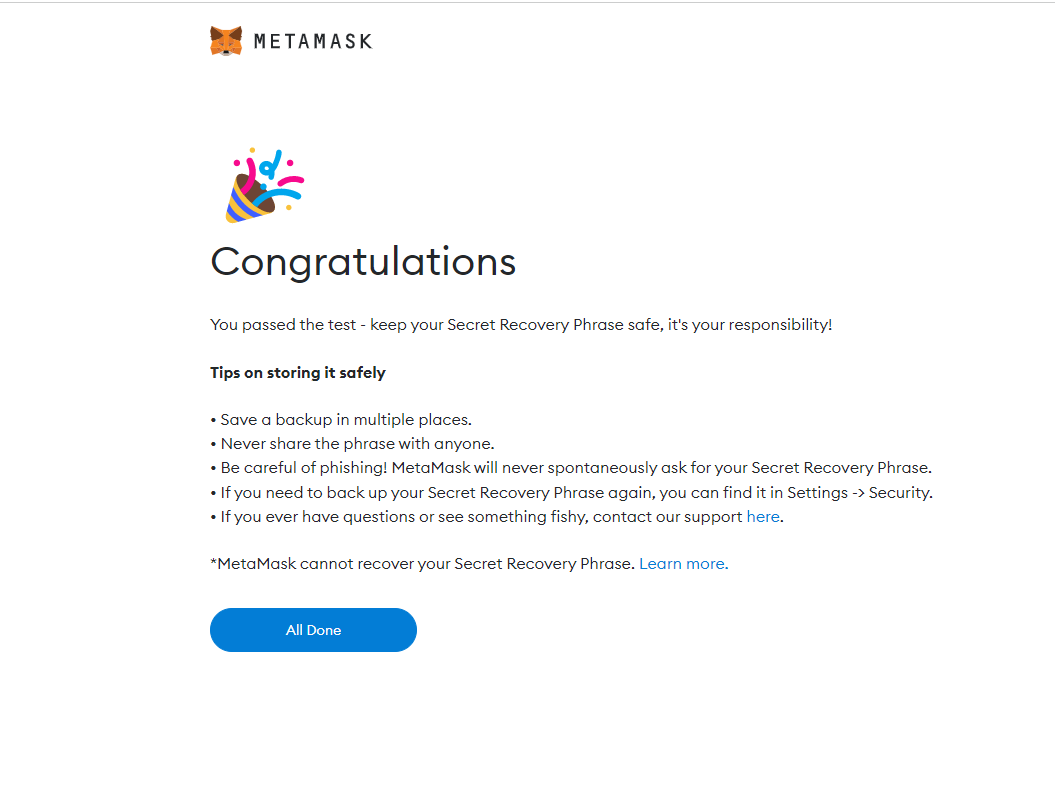 METAMASK
Congratulations
You passed the test - keep your Secret Recovery Phrase safe, it's your responsibility!
Tips on storing it safely
• Save a backup in multiple places.
• Never share the phrase with anyone.
• Be careful of phishing! MetaMask will never spontaneously ask for your Secret Recovery Phrase.
• If you need to back up your Secret Recovery Phrase again, you can find it in Settings -> Security.
• If you ever have questions or see something fishy, contact our support here.
*MetaMask cannot recover your Secret Recovery Phrase. Learn more.
All Done